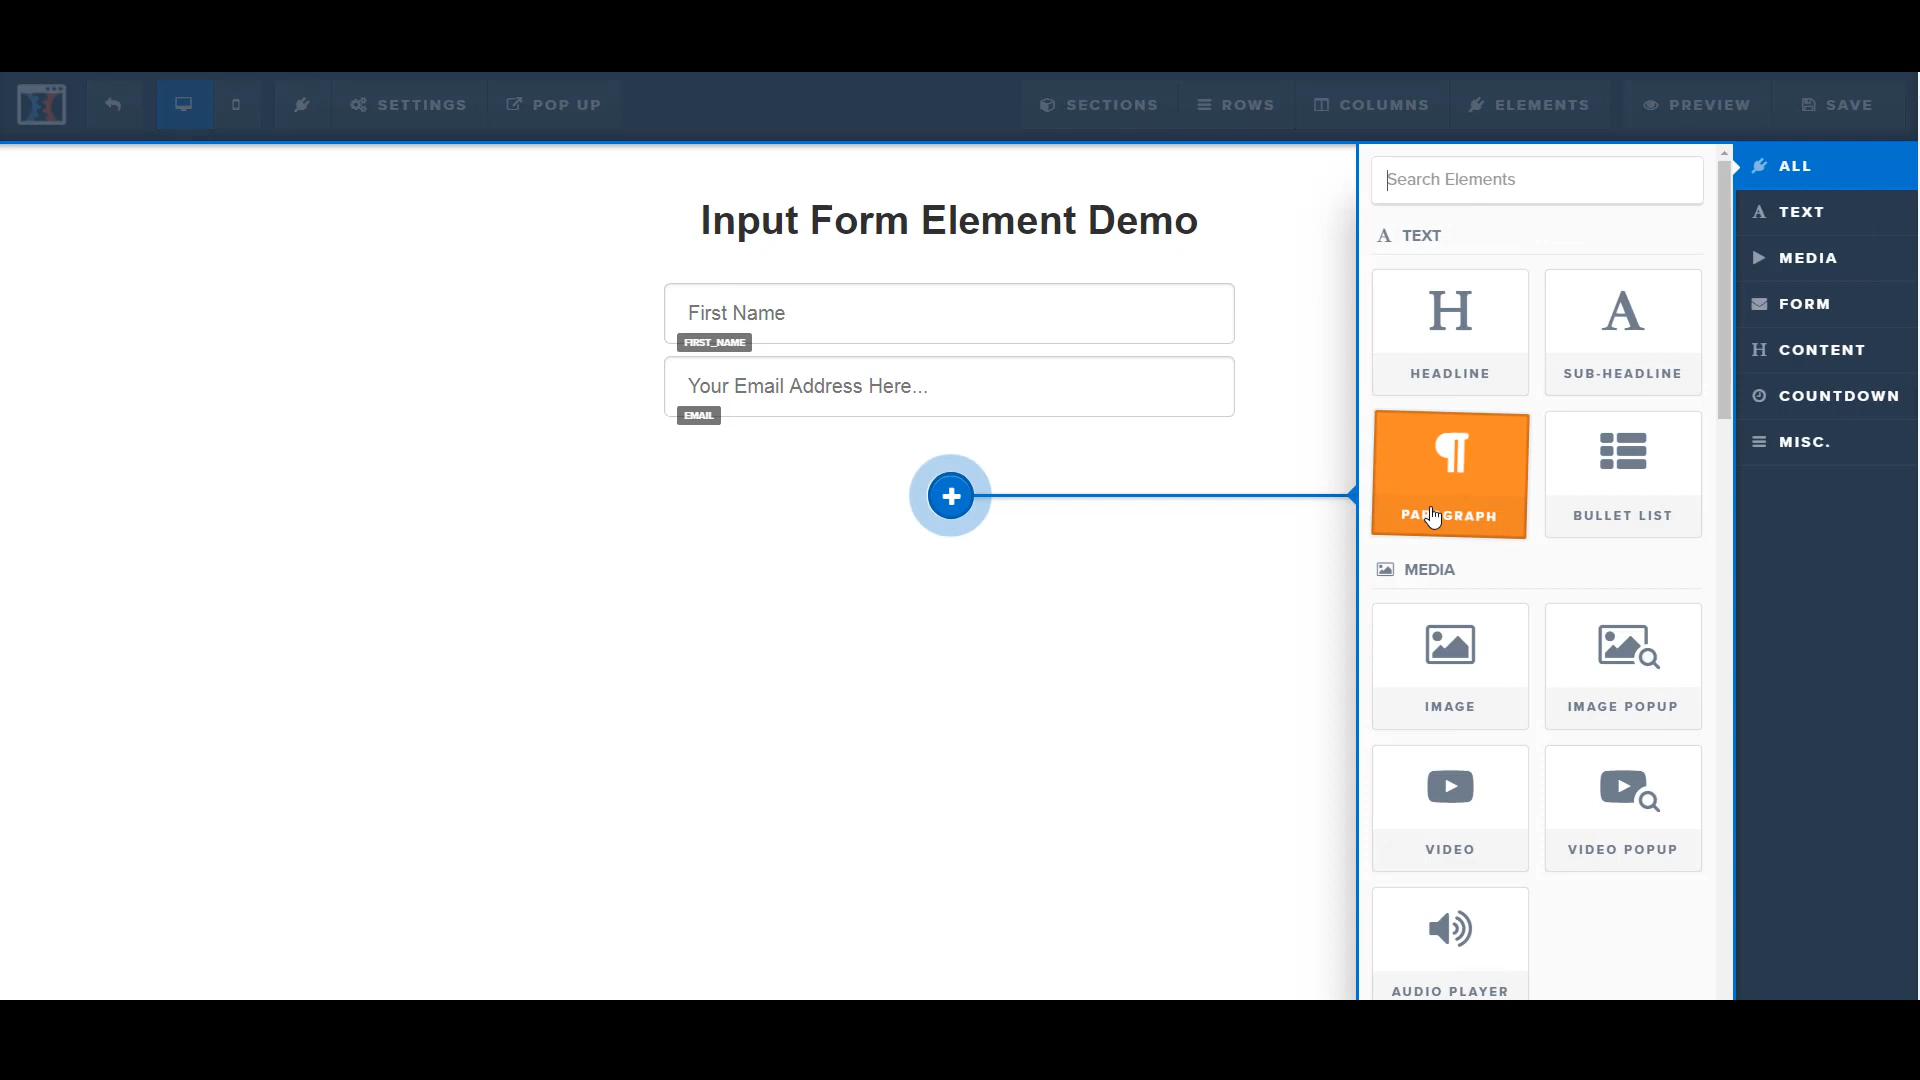 SETTINGS
POP UP
SECTIONS
ROWS
COLUMNS
ELEMENTS
PREVIEW
SAVE
Input Form Element Demo
First Name
FIRST_NAME
Your Email Address Here...
EMAIL
Search Elements
TEXT
H
A
HEADLINE
SUB-HEADLINE
PARAGRAPH
BULLET LIST
MEDIA
IMAGE
IMAGE POPUP
VIDEO
VIDEO POPUP
AUDIO PLAYER
ALL
TEXT
MEDIA
FORM
CONTENT
COUNTDOWN
MISC.